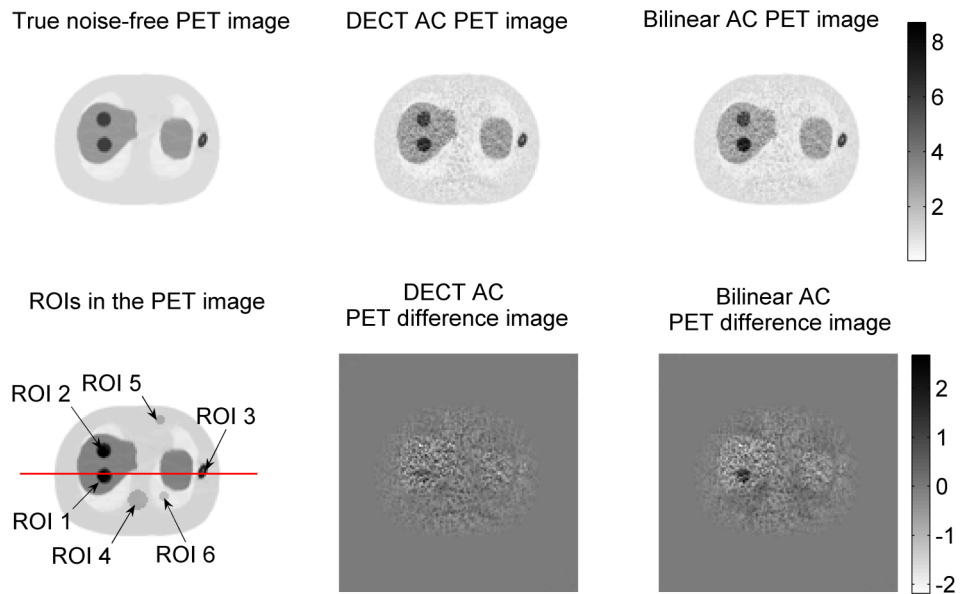 True noise-free PET image
DECT AC PET image
Bilinear AC PET image
8
6
4
2
ROIs in the PET image
DECT AC
PET difference image
Bilinear AC
PET difference image
ROI 5
ROI 2
ROI 3
ROI 1
ROI 4
ROI 6
2
1
0
-1
-2